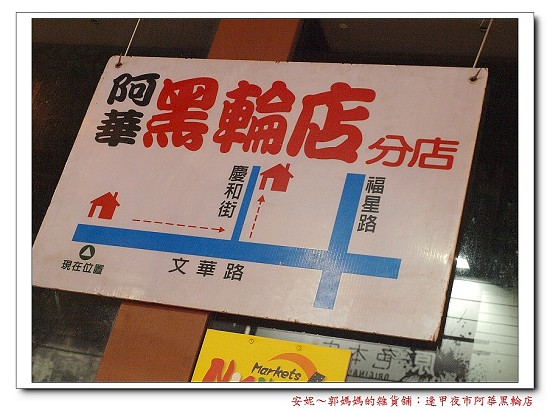 阿華黑輪店分店
慶和街
福星路
文華路
現在位置
Markets
安妮～郭媽媽的雜貨鋪：逢甲夜市阿華黑輪店